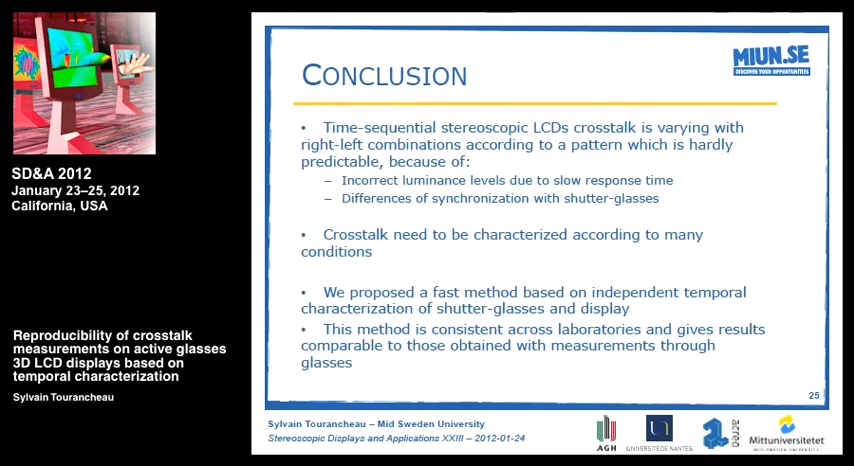 SD&A 2012
January 23–25, 2012
California, USA
Reproducibility of crosstalk
measurements on active glasses
3D LCD displays based on
temporal characterization
Sylvain Tourancheau
CONCLUSION
MIUN.SE
DISCOVER YOUR OPPORTUNITIES
• Time-sequential stereoscopic LCDs crosstalk is varying with
right-left combinations according to a pattern which is hardly
predictable, because of:
– Incorrect luminance levels due to slow response time
– Differences of synchronization with shutter-glasses
• Crosstalk need to be characterized according to many
conditions
• We proposed a fast method based on independent temporal
characterization of shutter-glasses and display
• This method is consistent across laboratories and gives results
comparable to those obtained with measurements through
glasses
25
Sylvain Tourancheau – Mid Sweden University
Stereoscopic Displays and Applications XXIII – 2012-01-24
AGH
UNIVERSITÉ DE NANTES
acreo
Mittuniversitetet
MID SWEDEN UNIVERSITY